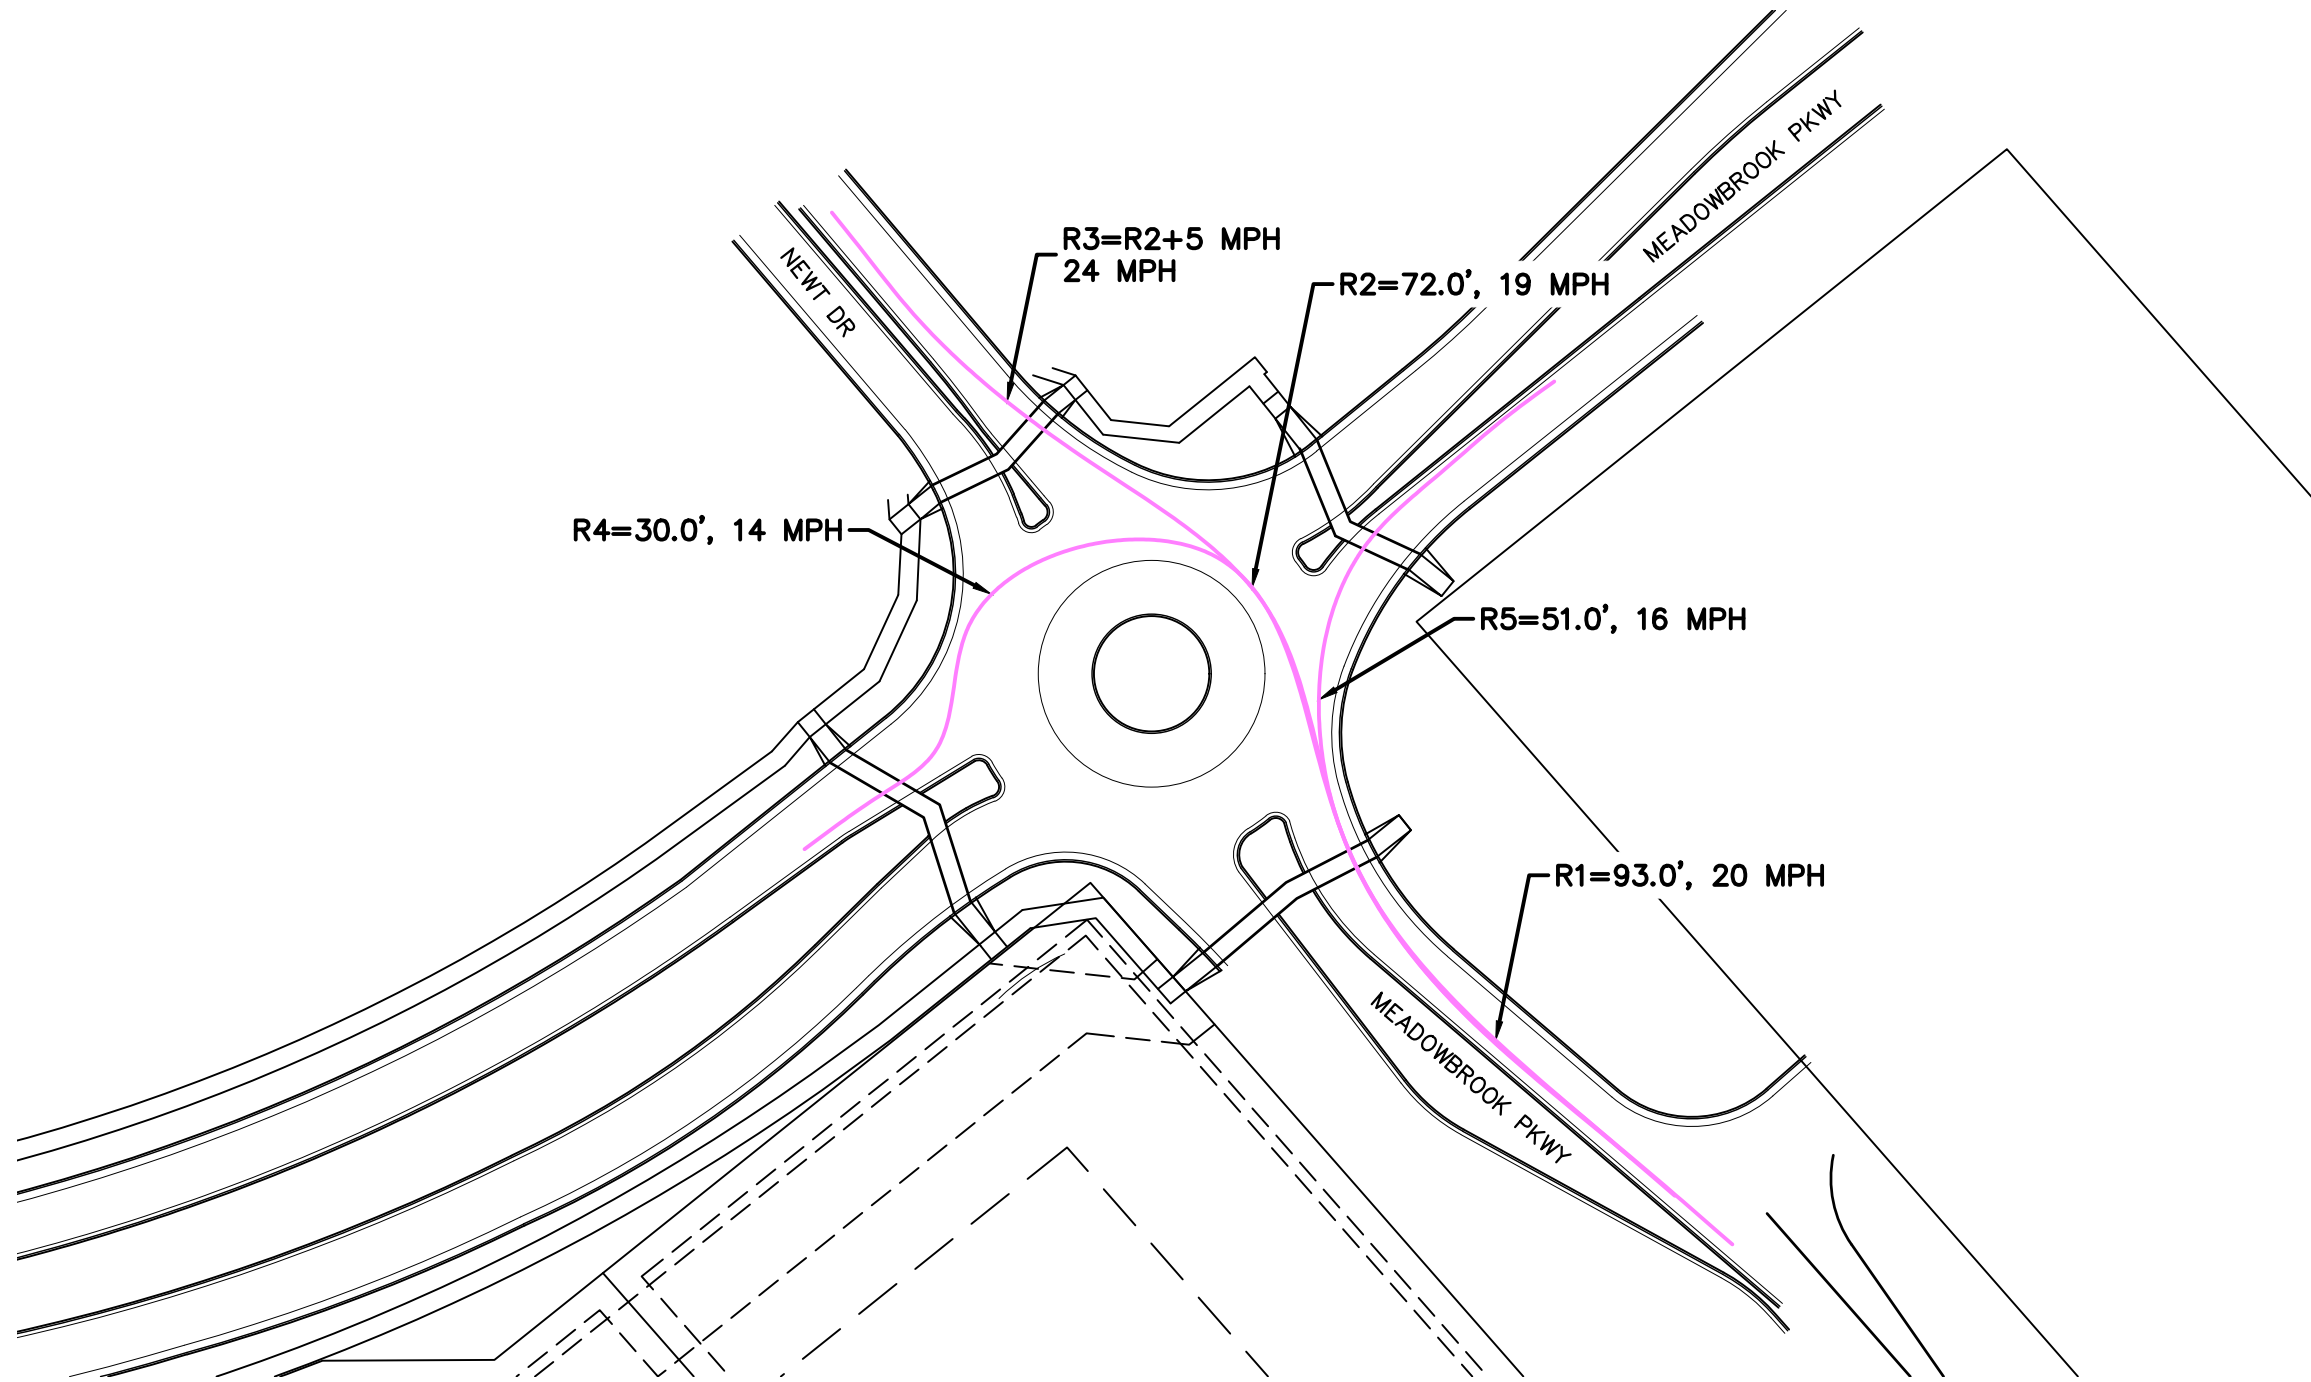 MEADOWBROOK PKWY
R3=R2+5 MPH
24 MPH
NEWT DR
R2=72.0', 19 MPH
R4=30.0', 14 MPH
R5=51.0', 16 MPH
R1=93.0', 20 MPH
MEADOWBROOK PKWY